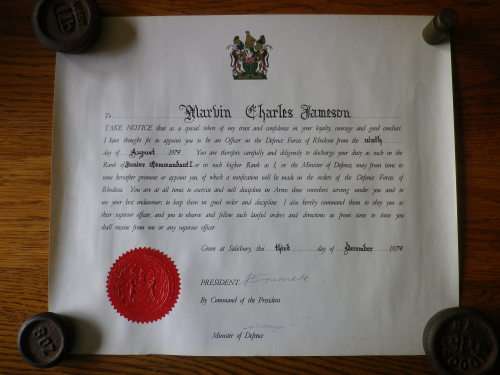 To Marvin Charles Jameson
TAKE NOTICE that as a special token of my trust and confidence in your loyalty, courage and good conduct,
I have thought fit to appoint you to be an Officer in the Defence Forces of Rhodesia from the ninth
day of August 1979. You are therefore carefully and diligently to discharge your duty as such in the
Rank of Junior Commandant or in such higher Rank as I, or the Minister of Defence, may from time to
time hereafter promote or appoint you, of which a notification will be made in the orders of the Defence Forces of
Rhodesia. You are at all times to exercise and well discipline in Arms those members serving under you and to
use your best endeavours to keep them in good order and discipline. I also hereby command them to obey you as
their superior officer, and you to observe and follow such lawful orders and directions as from time to time you
shall receive from me or any superior officer.
Given at Salisbury, this third day of December 1979
PRESIDENT
By Command of the President
Minister of Defence